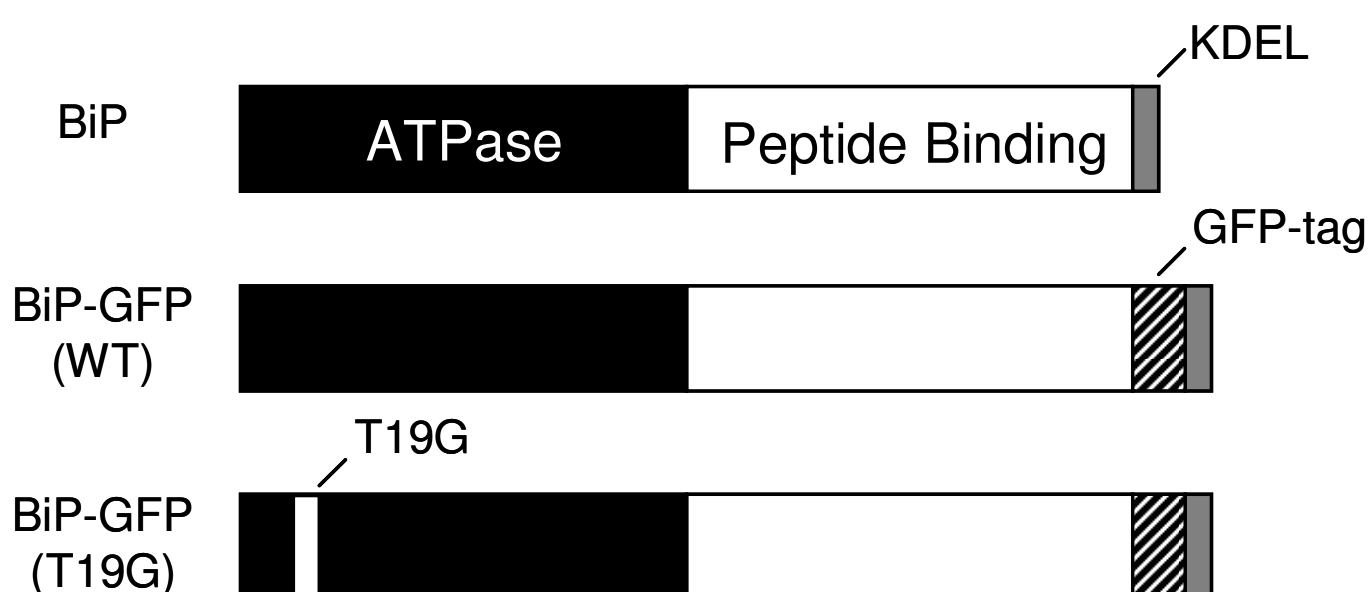 KDEL
BiP
ATPase
Peptide Binding
GFP-tag
BiP-GFP
(WT)
T19G
BiP-GFP
(T19G)